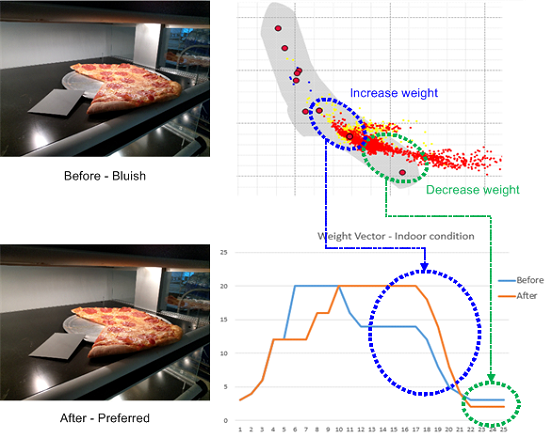 Increase weight
Before - Bluish
Decrease weight
Weight Vector - Indoor condition
25
20
15
10
5
0
Before
After
1 2 3 4 5 6 7 8 9 10 11 12 13 14 15 16 17 18 19 20 21 22 23 24 25
After - Preferred